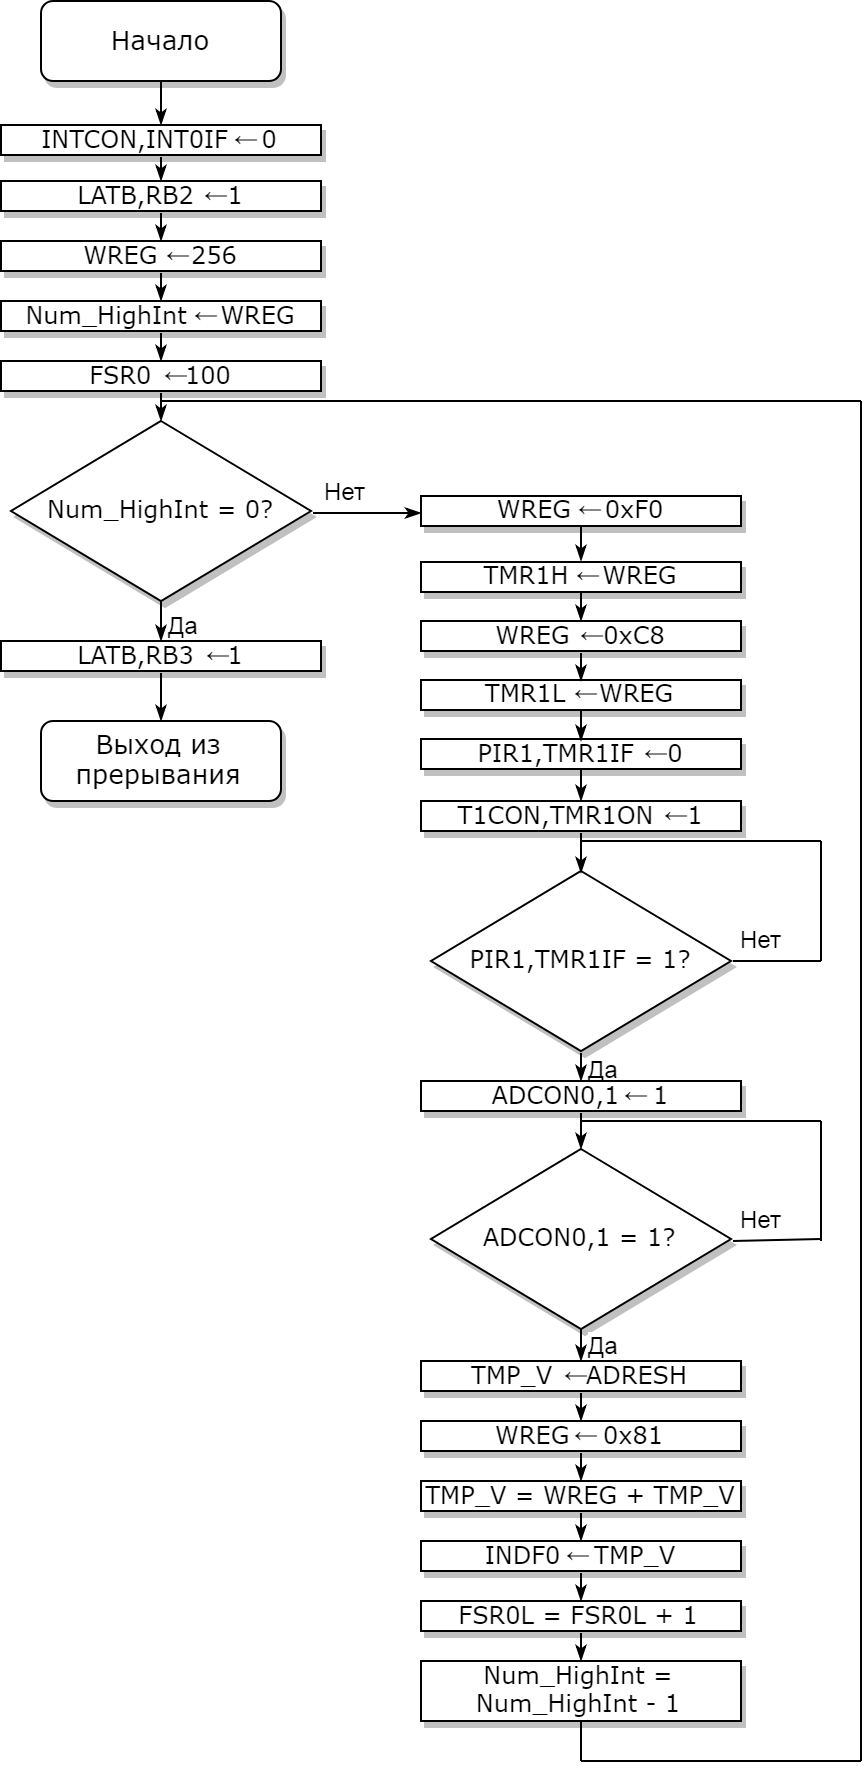 Начало
INTCON,INT0IF ← 0
LATB,RB2 ←1
WREG ←256
Num_HighInt ←WREG
FSR0 ←100
Num_HighInt = 0?
Нет
Да
LATB,RB3 ←1
Выход из
прерывания
WREG ←0xF0
TMR1H ←WREG
WREG ←0xC8
TMR1L ←WREG
PIR1,TMR1IF ←0
T1CON,TMR1ON ←1
PIR1,TMR1IF = 1?
Нет
Да
ADCON0,1 ← 1
ADCON0,1 = 1?
Нет
Да
TMP_V ←ADRESH
WREG ← 0x81
TMP_V = WREG + TMP_V
INDF0 ← TMP_V
FSR0L = FSR0L + 1
Num_HighInt =
Num_HighInt - 1